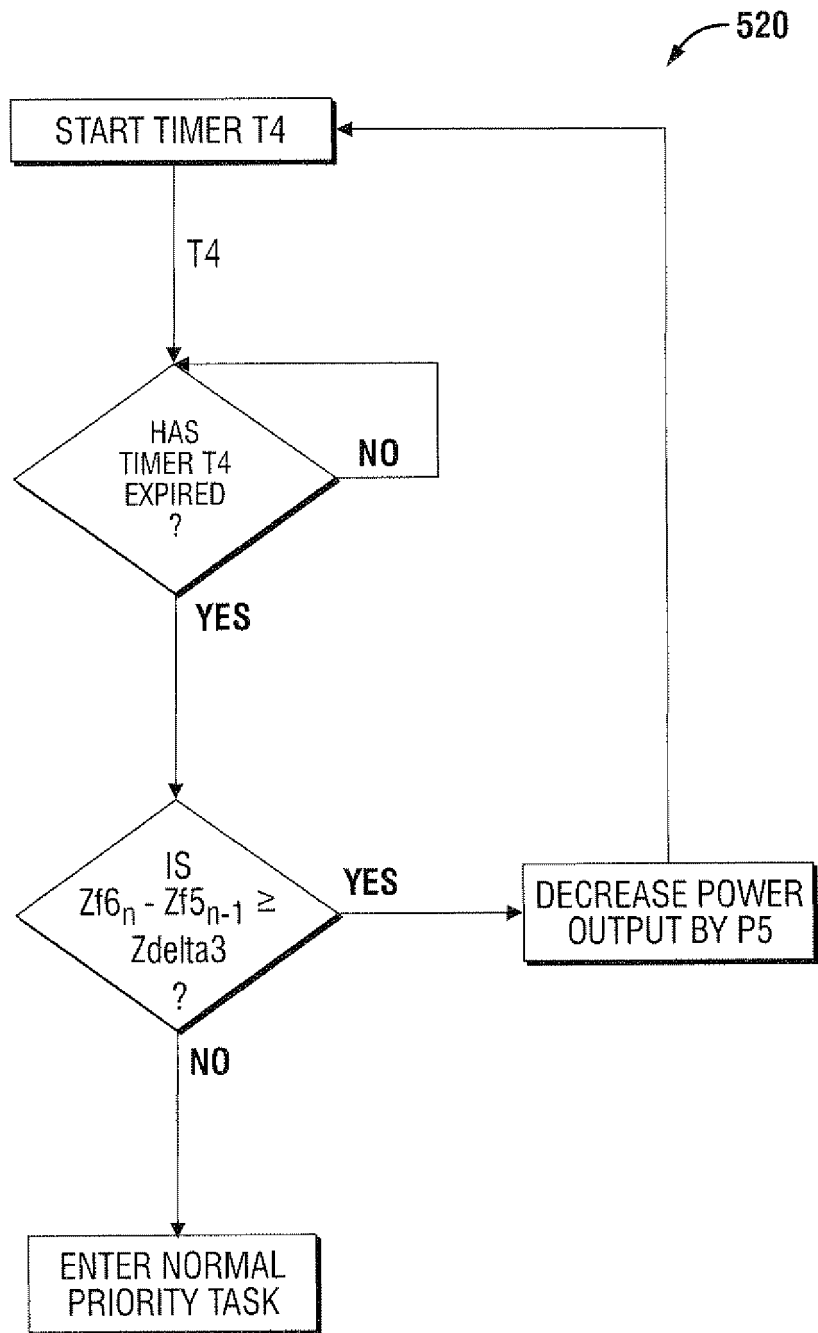 520
START TIMER T4
T4
HAS
TIMER T4
EXPIRED
?
NO
YES
IS
Zf6n - Zf5n-1 ≥
Zdelta3
?
YES
DECREASE POWER
OUTPUT BY P5
NO
ENTER NORMAL
PRIORITY TASK